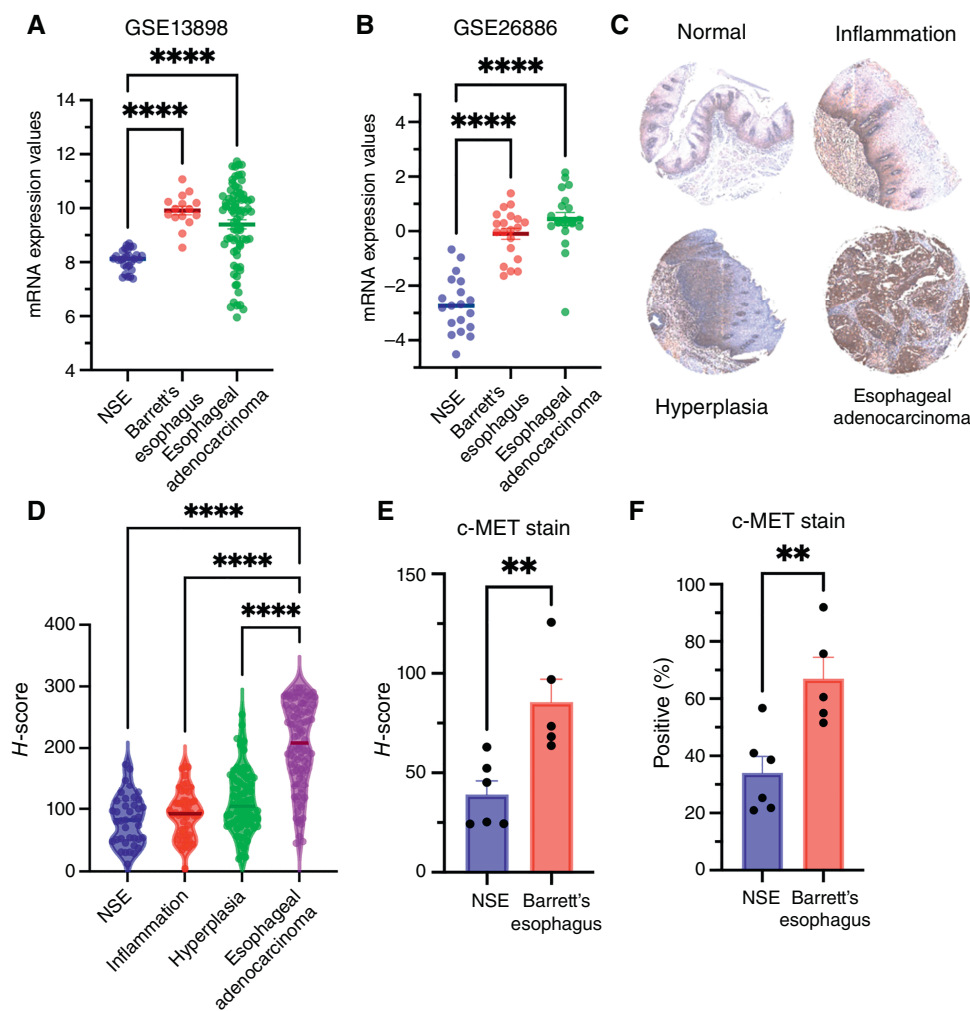 A
GSE13898
****
****
mRNA expression values
14
12
10
8
6
4
NSE
Barrett's
esophagus
Esophageal
adenocarcinoma
B
GSE26886
****
****
mRNA expression values
4
2
0
−2
−4
NSE
Barrett's
esophagus
Esophageal
adenocarcinoma
C
Normal
Inflammation
Hyperplasia
Esophageal
adenocarcinoma
D
****
****
****
H-score
400
300
200
100
0
NSE
Inflammation
Hyperplasia
Esophageal
adenocarcinoma
E
c-MET stain
**
H-score
150
100
50
0
NSE
Barrett's
esophagus
F
c-MET stain
**
Positive (%)
100
80
60
40
20
0
NSE
Barrett's
esophagus